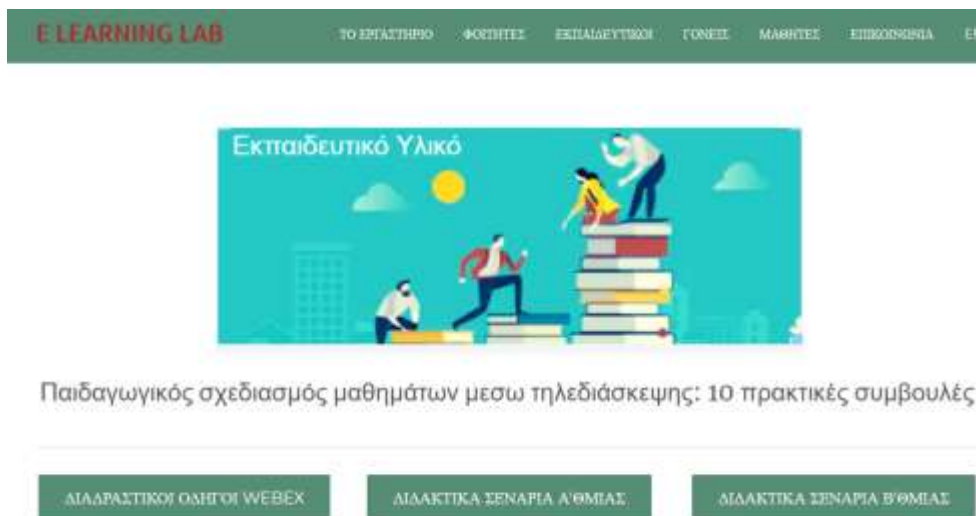 E LEARNING LAB ΤΟ ΕΡΓΑΣΤΗΡΙΟ ΦΟΙΤΗΤΕΣ ΕΚΠΑΙΔΕΥΤΙΚΟΙ ΓΟΝΕΙΣ ΜΑΘΗΤΕΣ ΕΠΙΚΟΙΝΩΝΙΑ
Εκπαιδευτικό Υλικό
Παιδαγωγικός σχεδιασμός μαθημάτων μεσω τηλεδιάσκεψης: 10 πρακτικές συμβουλές
ΔΙΑΔΡΑΣΤΙΚΟΙ ΟΔΗΓΟΙ WEBEX ΔΙΔΑΚΤΙΚΑ ΣΕΝΑΡΙΑ Α'ΘΜΙΑΣ ΔΙΔΑΚΤΙΚΑ ΣΕΝΑΡΙΑ Β'ΘΜΙΑΣ